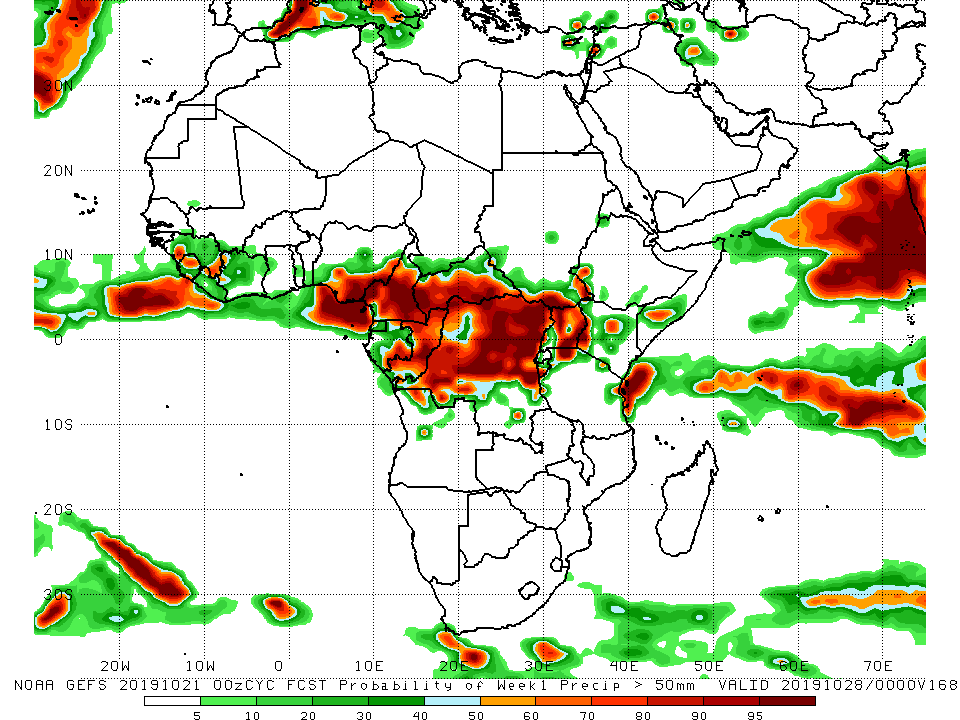 30N
20N
10N
0
10S
20S
30S
20W 10W 0 10E 20E 30E 40E 50E 60E 70E
NOAA GEFS 20191021 00zCYC FCST Probability of Week1 Precip > 50mm VALID 20191028/0000V168
5 10 20 30 40 50 60 70 80 90 95